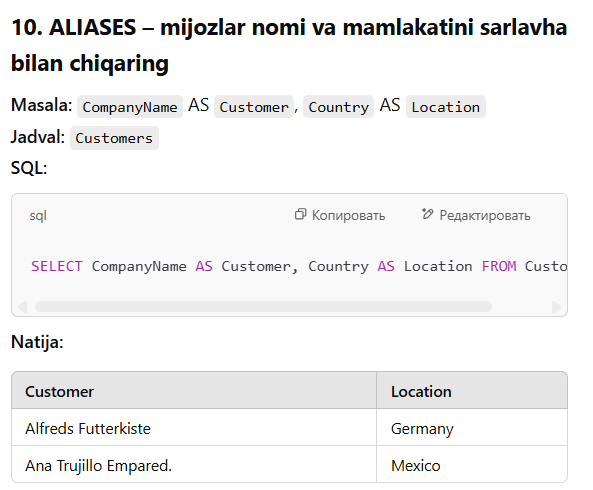 10. ALIASES – mijozlar nomi va mamlakatini sarlavha
bilan chiqaring
Masala: CompanyName AS Customer, Country AS Location
Jadval: Customers
SQL:
sql Копировать Редактировать
SELECT CompanyName AS Customer, Country AS Location FROM Custo
Natija:
Customer Location
Alfreds Futterkiste Germany
Ana Trujillo Empared. Mexico